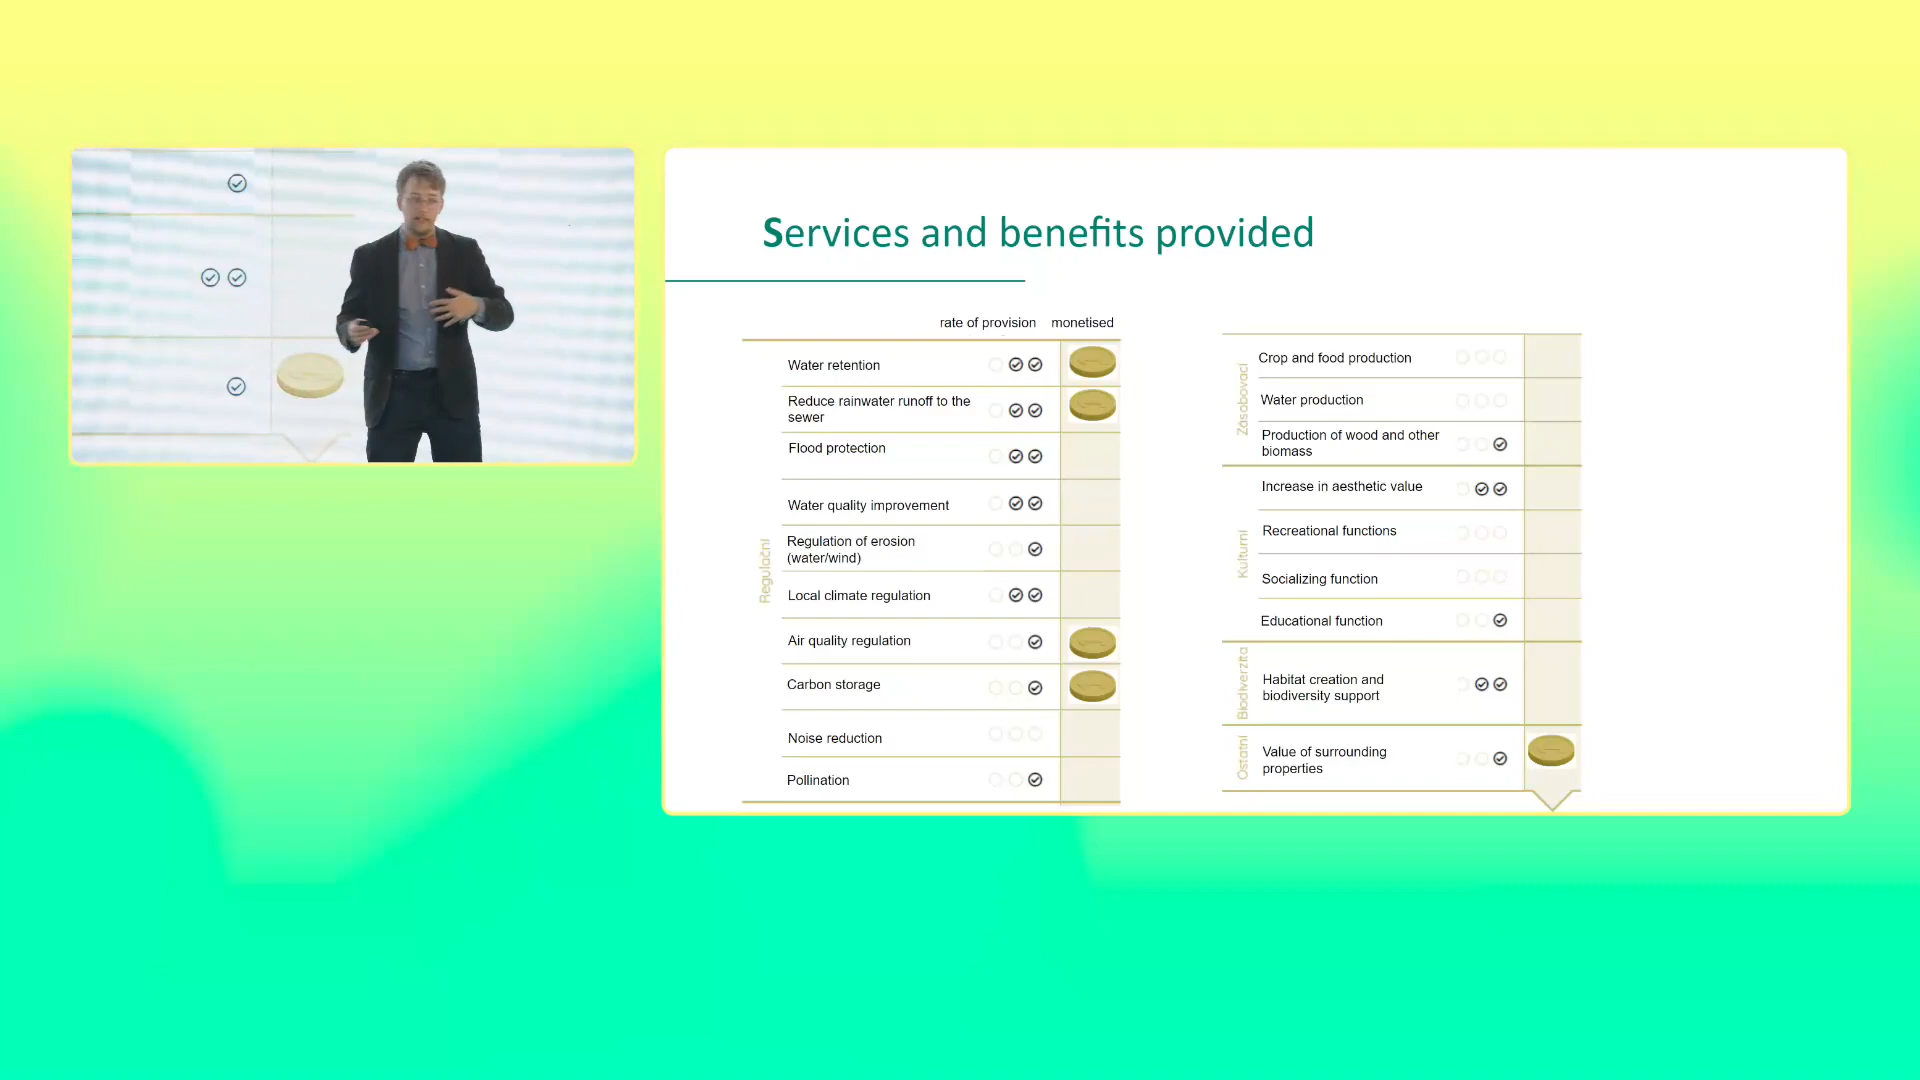 Services and benefits provided
rate of provision monetised
Regulační
Water retention
Reduce rainwater runoff to the
sewer
Flood protection
Water quality improvement
Regulation of erosion
(water/wind)
Local climate regulation
Air quality regulation
Carbon storage
Noise reduction
Pollination
Zásobovací
Crop and food production
Water production
Production of wood and other
biomass
Kulturní
Increase in aesthetic value
Recreational functions
Socializing function
Educational function
Biodiverzita
Habitat creation and
biodiversity support
Ostatní
Value of surrounding
properties